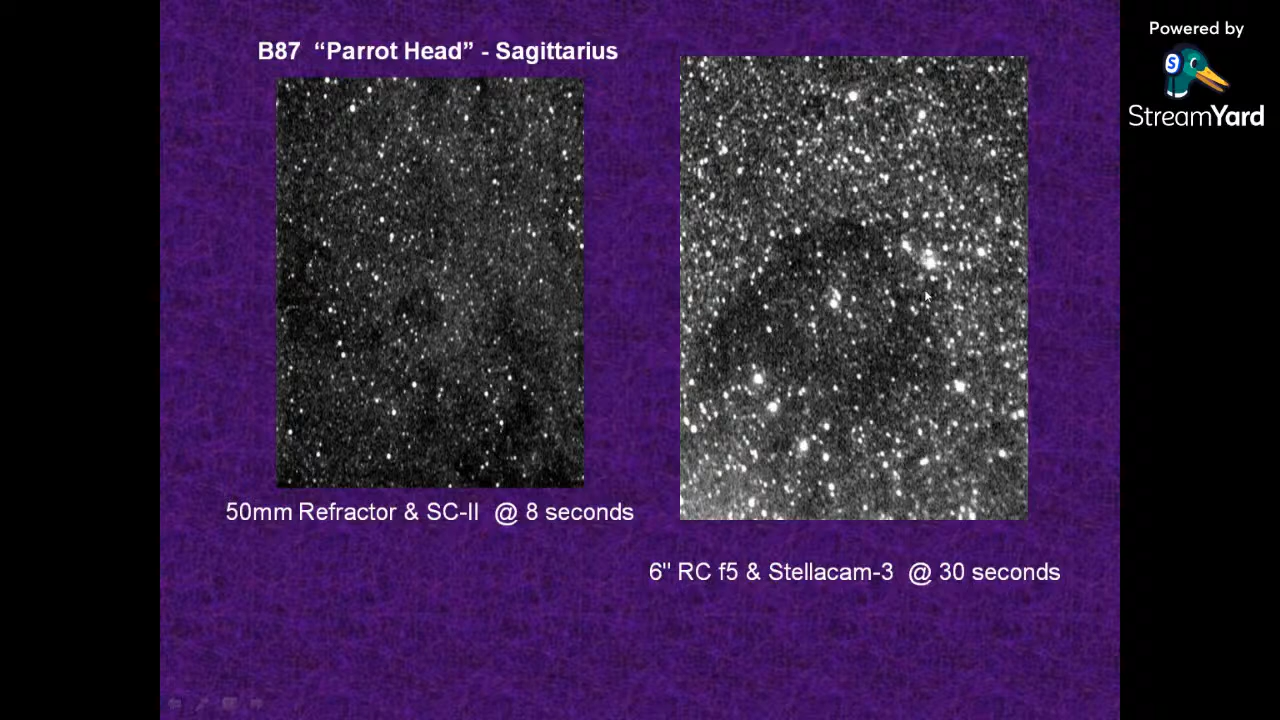 B87 “Parrot Head” - Sagittarius
50mm Refractor & SC-II @ 8 seconds
6" RC f5 & Stellacam-3 @ 30 seconds
Powered by
S
StreamYard